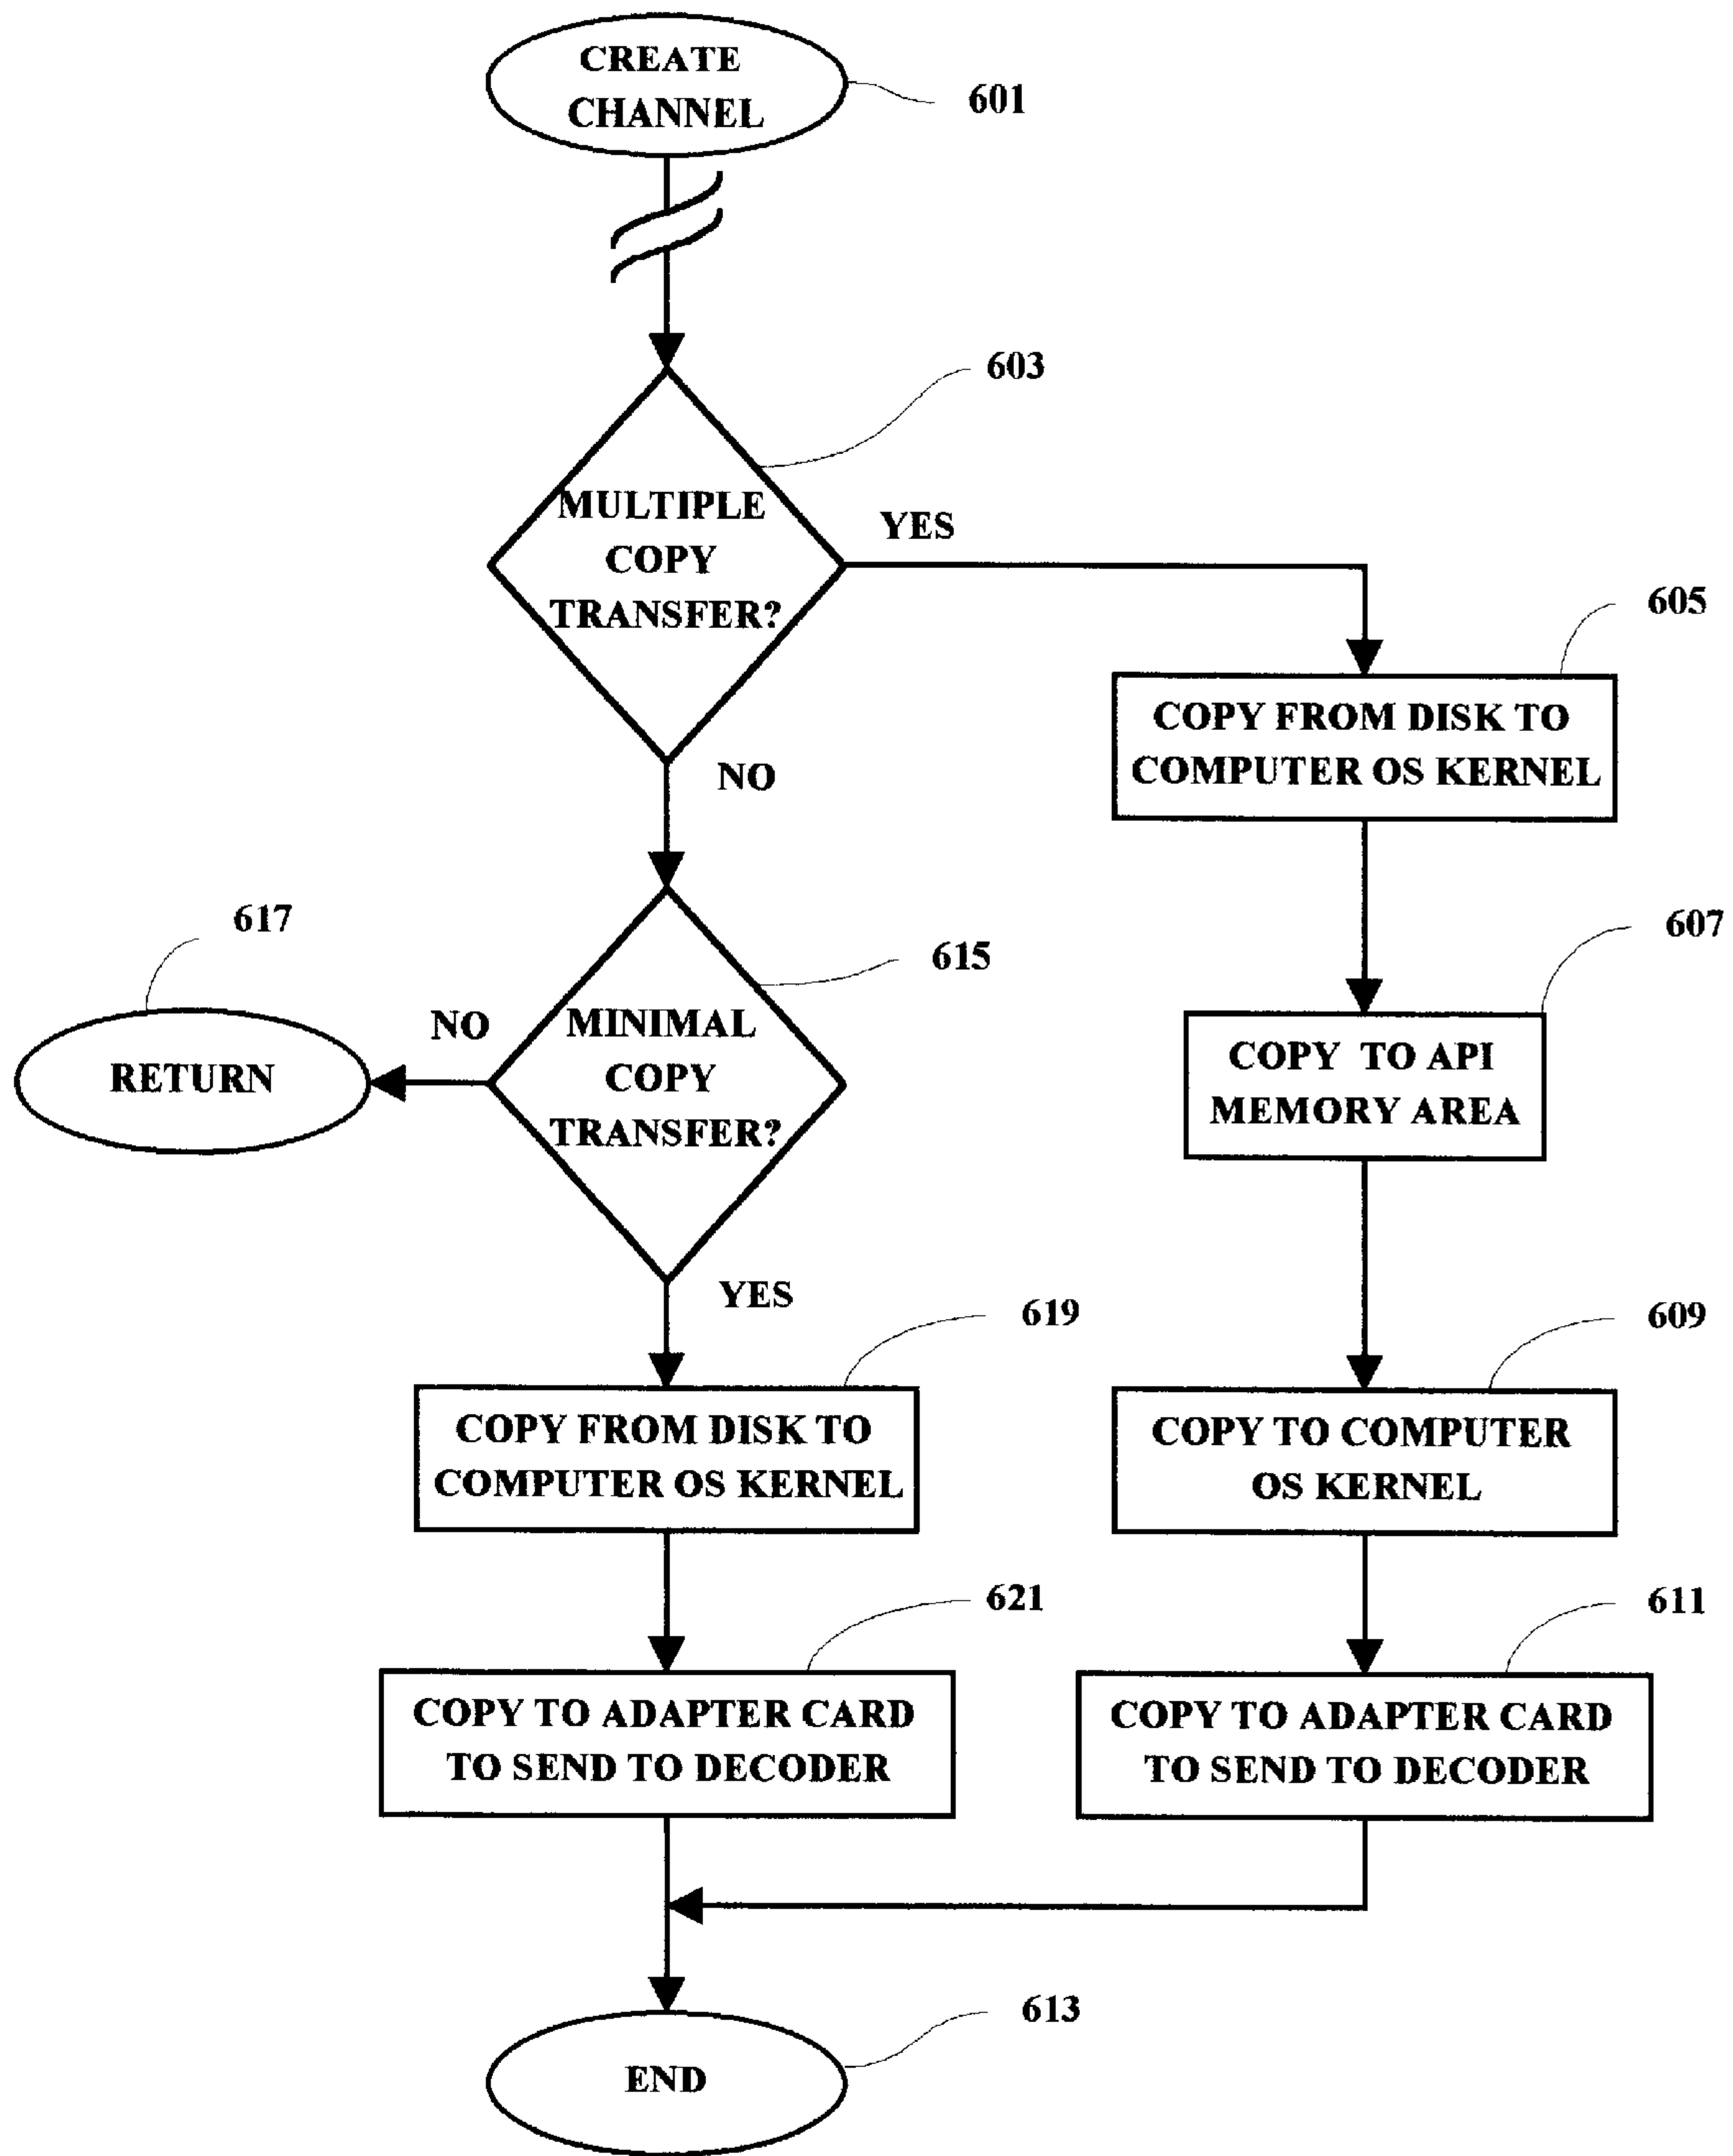 CREATE
CHANNEL
601
603
MULTIPLE
COPY
TRANSFER?
YES
605
COPY FROM DISK TO
COMPUTER OS KERNEL
NO
607
COPY TO API
MEMORY AREA
617
RETURN
NO
615
MINIMAL
COPY
TRANSFER?
YES
619
COPY FROM DISK TO
COMPUTER OS KERNEL
609
COPY TO COMPUTER
OS KERNEL
621
COPY TO ADAPTER CARD
TO SEND TO DECODER
611
COPY TO ADAPTER CARD
TO SEND TO DECODER
613
END